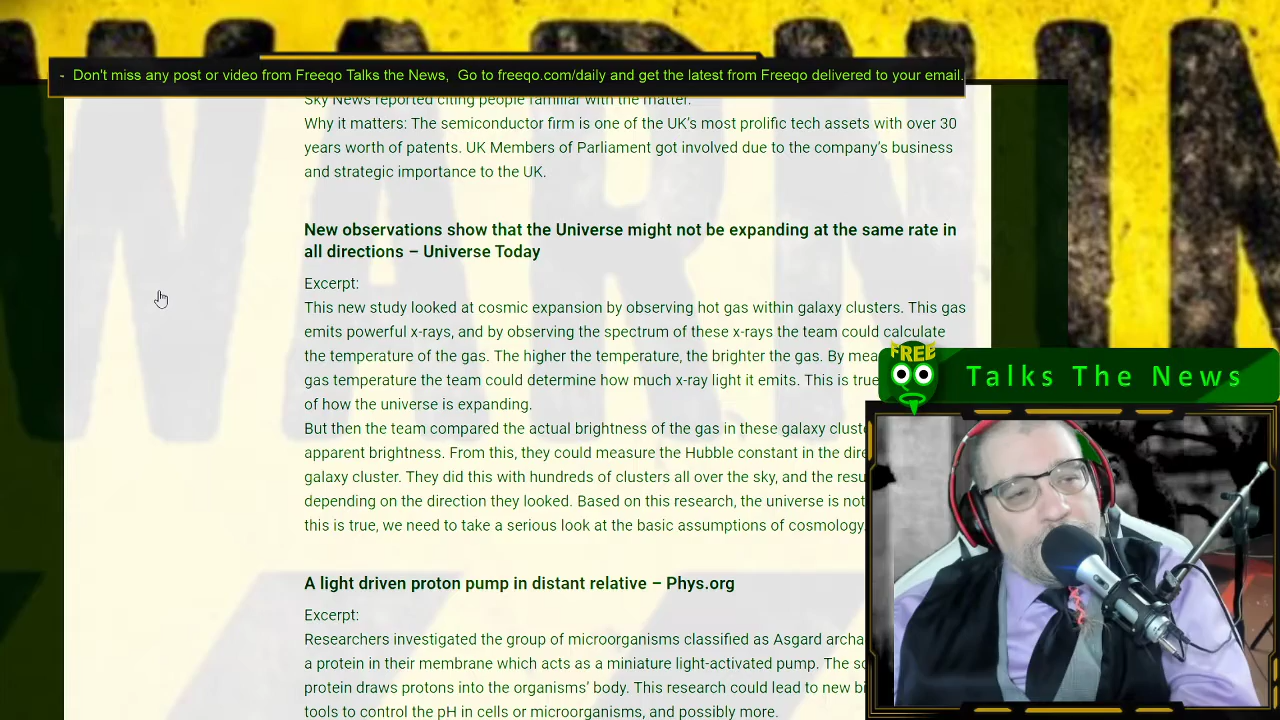 WARNIN
- Don't miss any post or video from Freeqo Talks the News, Go to freeqo.com/daily and get the latest from Freeqo delivered to your email.
Sky News reported citing people familiar with the matter.
Why it matters: The semiconductor firm is one of the UK's most prolific tech assets with over 30
years worth of patents. UK Members of Parliament got involved due to the company's business
and strategic importance to the UK.
New observations show that the Universe might not be expanding at the same rate in
all directions – Universe Today
Excerpt:
This new study looked at cosmic expansion by observing hot gas within galaxy clusters. This gas
emits powerful x-rays, and by observing the spectrum of these x-rays the team could calculate
the temperature of the gas. The higher the temperature, the brighter the gas. By mea
gas temperature the team could determine how much x-ray light it emits. This is true
of how the universe is expanding.
But then the team compared the actual brightness of the gas in these galaxy cluste
apparent brightness. From this, they could measure the Hubble constant in the dire
galaxy cluster. They did this with hundreds of clusters all over the sky, and the resu
depending on the direction they looked. Based on this research, the universe is not
this is true, we need to take a serious look at the basic assumptions of cosmology.
A light driven proton pump in distant relative – Phys.org
Excerpt:
Researchers investigated the group of microorganisms classified as Asgard archa
a protein in their membrane which acts as a miniature light-activated pump. The sc
protein draws protons into the organisms' body. This research could lead to new bi
to control the pH in cells or microorganisms, and possibly more.
FREE
Talks The News